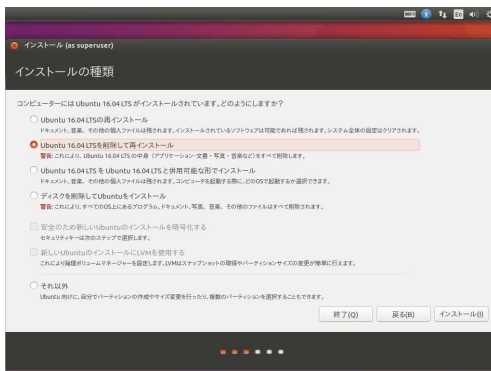 En
インストール (as superuser)
インストールの種類
コンピューターには Ubuntu 16.04 LTS がインストールされています。どのようにしますか？
Ubuntu 16.04 LTSの再インストール
ドキュメント、音楽、その他の個人ファイルは残されます。インストールされているソフトウェアは可能であれば残されます。システム全体の設定はクリアされます。
Ubuntu 16.04 LTSを削除して再インストール
警告: これにより、Ubuntu 16.04 LTS の中身（アプリケーション・文書・写真・音楽など）をすべて削除します。
Ubuntu 16.04 LTS を Ubuntu 16.04 LTS と併用可能な形でインストール
ドキュメント、音楽、その他の個人ファイルは残されます。コンピュータを起動する際に、どのOSで起動するか選択できます。
ディスクを削除してUbuntuをインストール
警告: これにより、すべてのOS上にあるプログラム、ドキュメント、写真、音楽、その他のファイルはすべて削除されます。
安全のため新しいUbuntuのインストールを暗号化する
セキュリティキーは次のステップで選択します。
新しいUbuntuのインストールにLVMを使用する
これにより論理ボリュームマネージャーを設定します。LVMはスナップショットの取得やパーティションサイズの変更が簡単に行えます。
それ以外
Ubuntu 向けに、自分でパーティションの作成やサイズ変更を行ったり、複数のパーティションを選択することもできます。
終了(Q) 戻る(B) インストール(I)